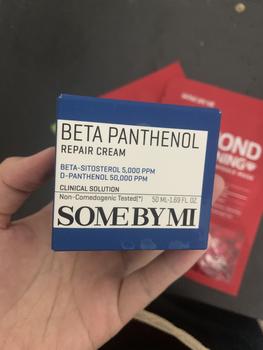 BETA PANTHENOL
REPAIR CREAM
BETA-SITOSTEROL 5,000 PPM
D-PANTHENOL 50,000 PPM
CLINICAL SOLUTION
Non-Comedogenic Tested(*) 50 ML·1.69 FL. OZ.
SOME BY MI
OND
NING